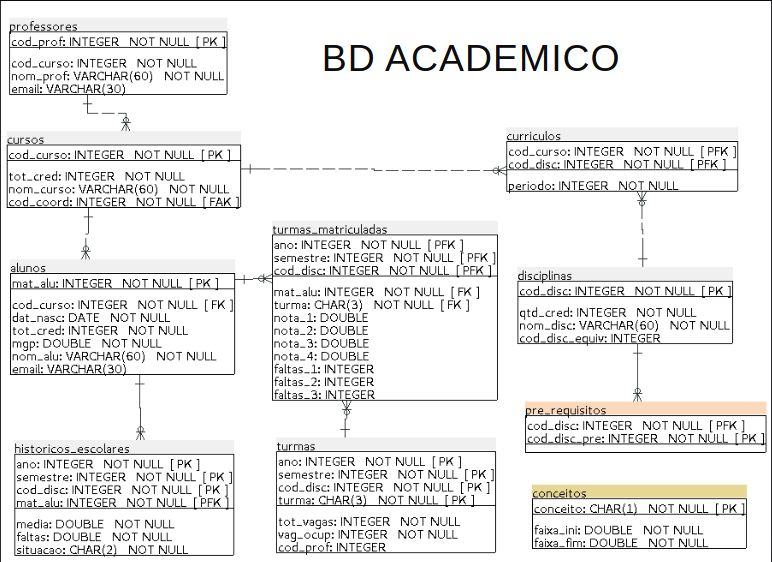 BD ACADEMICO
professores
cod_prof: INTEGER NOT NULL [ PK ]
cod_curso: INTEGER NOT NULL
nom_prof: VARCHAR(60) NOT NULL
email: VARCHAR(30)
cursos
cod_curso: INTEGER NOT NULL [ PK ]
tot_cred: INTEGER NOT NULL
nom_curso: VARCHAR(60) NOT NULL
cod_coord: INTEGER NOT NULL [ FAK ]
curriculos
cod_curso: INTEGER NOT NULL [ PFK ]
cod_disc: INTEGER NOT NULL [ PFK ]
periodo: INTEGER NOT NULL
alunos
mat_alu: INTEGER NOT NULL [ PK ]
cod_curso: INTEGER NOT NULL [ FK ]
dat_nasc: DATE NOT NULL
tot_cred: INTEGER NOT NULL
mgp: DOUBLE NOT NULL
nom_alu: VARCHAR(60) NOT NULL
email: VARCHAR(30)
turmas_matriculadas
ano: INTEGER NOT NULL [ PFK ]
semestre: INTEGER NOT NULL [ PFK ]
cod_disc: INTEGER NOT NULL [ PFK ]
mat_alu: INTEGER NOT NULL [ FK ]
turma: CHAR(3) NOT NULL [ FK ]
nota_1: DOUBLE
nota_2: DOUBLE
nota_3: DOUBLE
nota_4: DOUBLE
faltas_1: INTEGER
faltas_2: INTEGER
faltas_3: INTEGER
disciplinas
cod_disc: INTEGER NOT NULL [ PK ]
qtd_cred: INTEGER NOT NULL
nom_disc: VARCHAR(60) NOT NULL
cod_disc_equiv: INTEGER
pre_requisitos
cod_disc: INTEGER NOT NULL [ PFK ]
cod_disc_pre: INTEGER NOT NULL [ PK ]
historicos_escolares
ano: INTEGER NOT NULL [ PK ]
semestre: INTEGER NOT NULL [ PK ]
cod_disc: INTEGER NOT NULL [ PK ]
mat_alu: INTEGER NOT NULL [ PFK ]
media: DOUBLE NOT NULL
faltas: DOUBLE NOT NULL
situacao: CHAR(2) NOT NULL
turmas
ano: INTEGER NOT NULL [ PK ]
semestre: INTEGER NOT NULL [ PK ]
cod_disc: INTEGER NOT NULL [ PK ]
turma: CHAR(3) NOT NULL [ PK ]
tot_vagas: INTEGER NOT NULL
vag_ocup: INTEGER NOT NULL
cod_prof: INTEGER
conceitos
conceito: CHAR(1) NOT NULL [ PK ]
faixa_ini: DOUBLE NOT NULL
faixa_fim: DOUBLE NOT NULL